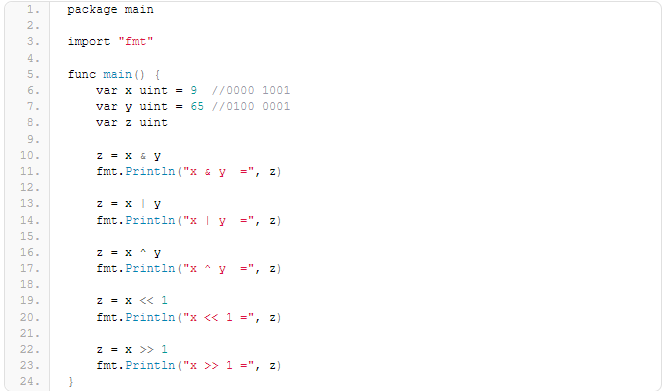 1. package main
2.
3. import "fmt"
4.
5. func main() {
6.     var x uint = 9  //0000 1001
7.     var y uint = 65 //0100 0001
8.     var z uint
9.
10.     z = x & y
11.     fmt.Println("x & y  =", z)
12.
13.     z = x | y
14.     fmt.Println("x | y  =", z)
15.
16.     z = x ^ y
17.     fmt.Println("x ^ y  =", z)
18.
19.     z = x << 1
20.     fmt.Println("x << 1 =", z)
21.
22.     z = x >> 1
23.     fmt.Println("x >> 1 =", z)
24. }